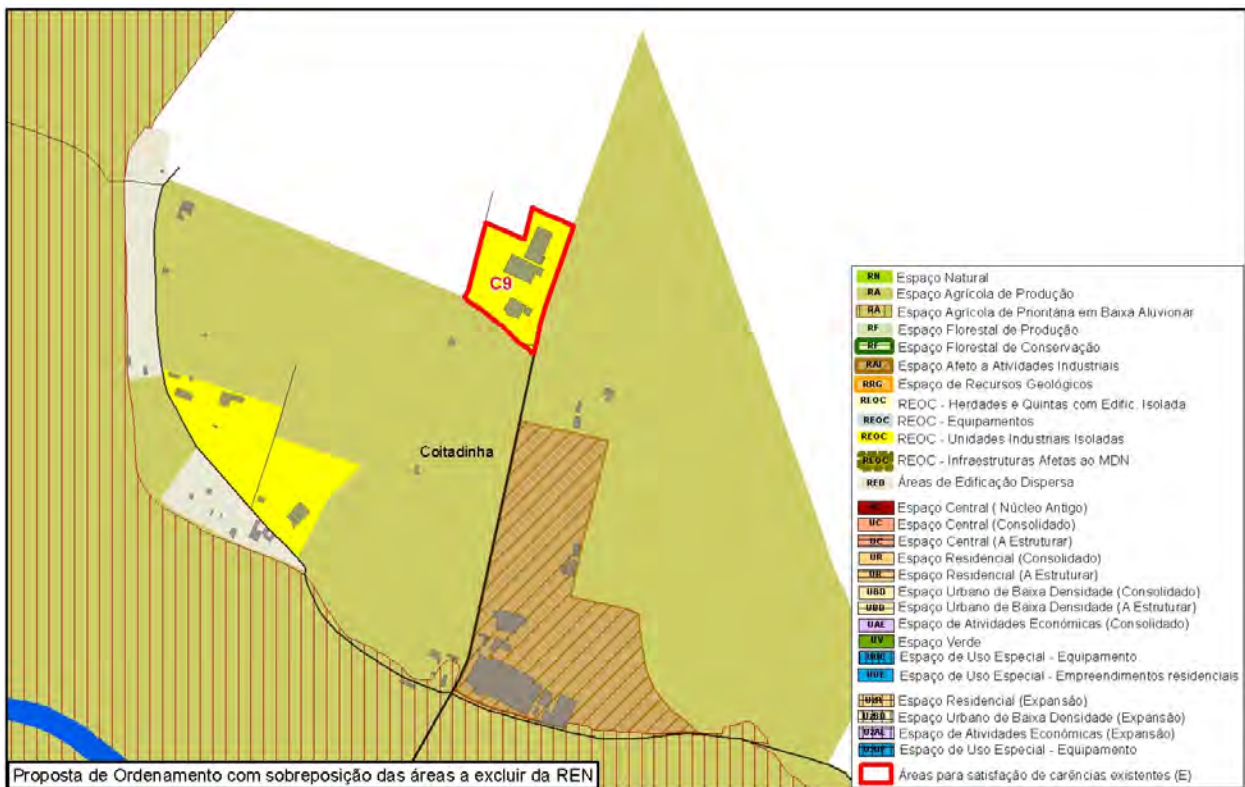 C9
Coitadinha
RN Espaço Natural
RA Espaço Agrícola de Produção
RA Espaço Agrícola de Prioritária em Baixa Aluvionar
RF Espaço Florestal de Produção
RF Espaço Florestal de Conservação
RAI Espaço Afeto a Atividades Industriais
RRG Espaço de Recursos Geológicos
REOC REOC - Herdades e Quintas com Edific. Isolada
REOC REOC - Equipamentos
REOC REOC - Unidades Industriais Isoladas
REOC REOC - Infraestruturas Afetas ao MDN
RED Áreas de Edificação Dispersa
Espaço Central ( Núcleo Antigo)
UC Espaço Central (Consolidado)
UC Espaço Central (A Estruturar)
UR Espaço Residencial (Consolidado)
UR Espaço Residencial (A Estruturar)
UBD Espaço Urbano de Baixa Densidade (Consolidado)
UBD Espaço Urbano de Baixa Densidade (A Estruturar)
UAE Espaço de Atividades Económicas (Consolidado)
UV Espaço Verde
Espaço de Uso Especial - Equipamento
UUE Espaço de Uso Especial - Empreendimentos residenciais
Espaço Residencial (Expansão)
Espaço Urbano de Baixa Densidade (Expansão)
Espaço de Atividades Económicas (Expansão)
Espaço de Uso Especial - Equipamento
Áreas para satisfação de carências existentes (E)
Proposta de Ordenamento com sobreposição das áreas a excluir da REN